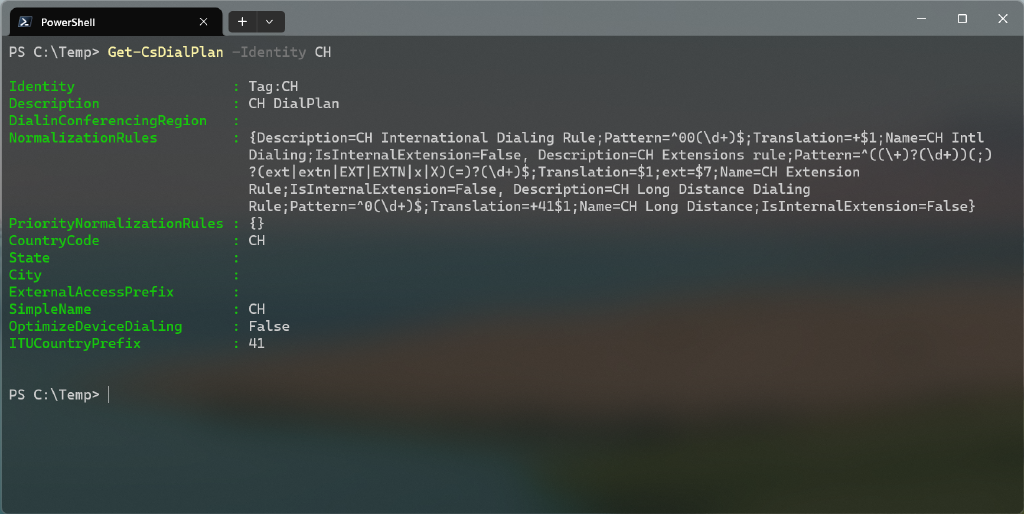 PowerShell
PS C:\Temp> Get-CsDialPlan -Identity CH
Identity : Tag:CH
Description : CH DialPlan
DialinConferencingRegion :
NormalizationRules : {Description=CH International Dialing Rule;Pattern=^00(\d+)$;Translation=+$1;Name=CH Intl
Dialing;IsInternalExtension=False, Description=CH Extensions rule;Pattern=^((\+)?(\d+))(;)
?(ext|extn|EXT|EXTN|x|X)(=)?(\d+)$;Translation=$1;ext=$7;Name=CH Extension
Rule;IsInternalExtension=False, Description=CH Long Distance Dialing
Rule;Pattern=^0(\d+)$;Translation=+41$1;Name=CH Long Distance;IsInternalExtension=False}
PriorityNormalizationRules : {}
CountryCode : CH
State :
City :
ExternalAccessPrefix :
SimpleName : CH
OptimizeDeviceDialing : False
ITUCountryPrefix : 41
PS C:\Temp>